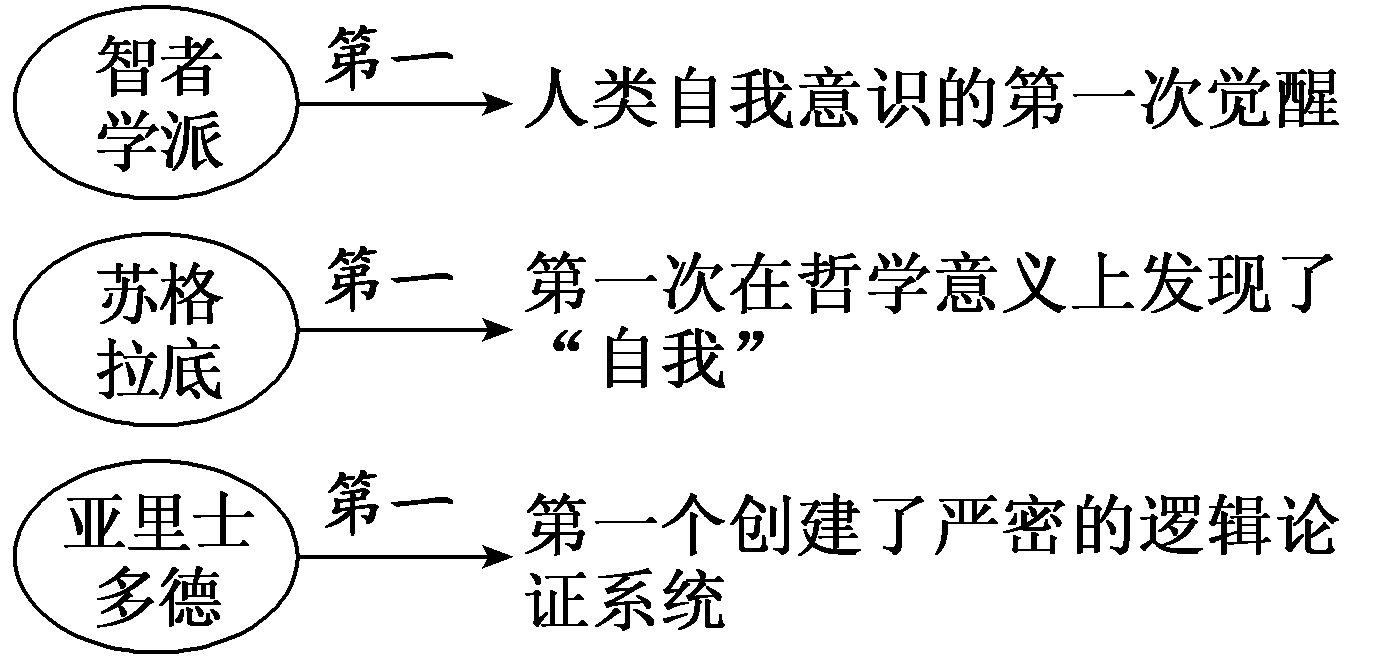 智者
学派
第一
人类自我意识的第一次觉醒
苏格
拉底
第一
第一次在哲学意义上发现了
“自我”
亚里士
多德
第一
第一个创建了严密的逻辑论
证系统